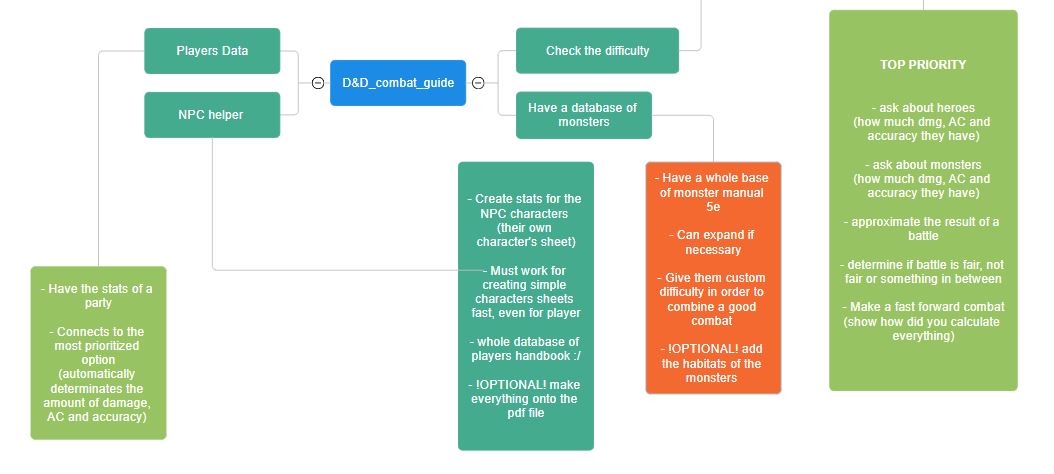 Players Data
NPC helper
D&D_combat_guide
Check the difficulty
Have a database of
monsters
- Have the stats of a
party
- Connects to the
most prioritized
option
(automatically
determinates the
amount of damage,
AC and accuracy)
- Create stats for the
NPC characters
(their own
character's sheet)
- Must work for
creating simple
characters sheets
fast, even for player
- whole database of
players handbook :/
- !OPTIONAL! make
everything onto the
pdf file
- Have a whole base
of monster manual
5e
- Can expand if
necessary
- Give them custom
difficulty in order to
combine a good
combat
- !OPTIONAL! add
the habitats of the
monsters
TOP PRIORITY
- ask about heroes
(how much dmg, AC and
accuracy they have)
- ask about monsters
(how much dmg, AC and
accuracy they have)
- approximate the result of a
battle
- determine if battle is fair, not
fair or something in between
- Make a fast forward combat
(show how did you calculate
everything)